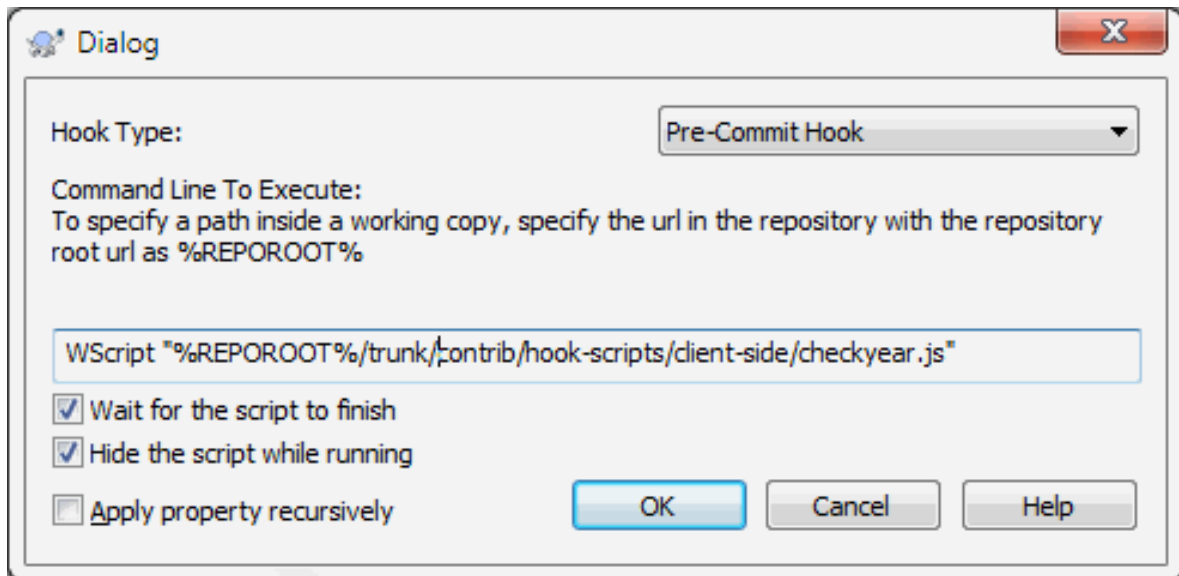 Dialog
Hook Type:
Pre-Commit Hook
Command Line To Execute:
To specify a path inside a working copy, specify the url in the repository with the repository
root url as %REPOROOT%
WScript "%REPOROOT%/trunk/contrib/hook-scripts/client-side/checkyear.js"
Wait for the script to finish
Hide the script while running
Apply property recursively
OK
Cancel
Help